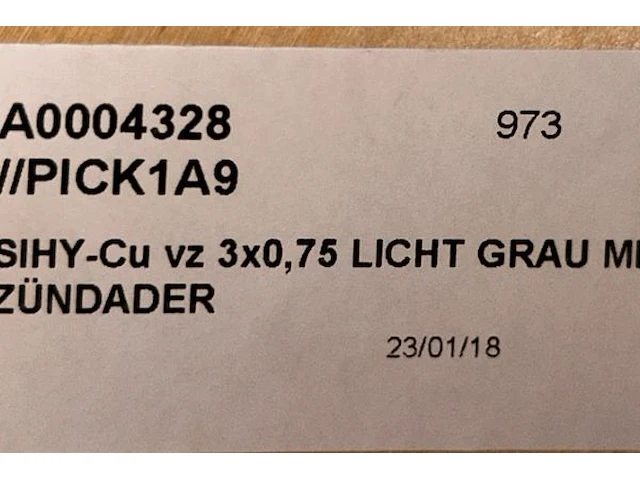 A0004328 973
//PICK1A9
SIHY-Cu vz 3x0,75 LICHT GRAU
ZÜNDADER
23/01/18